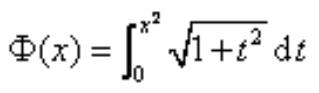 Φ(x) = ∫₀^{x²} √(1+t²) dt